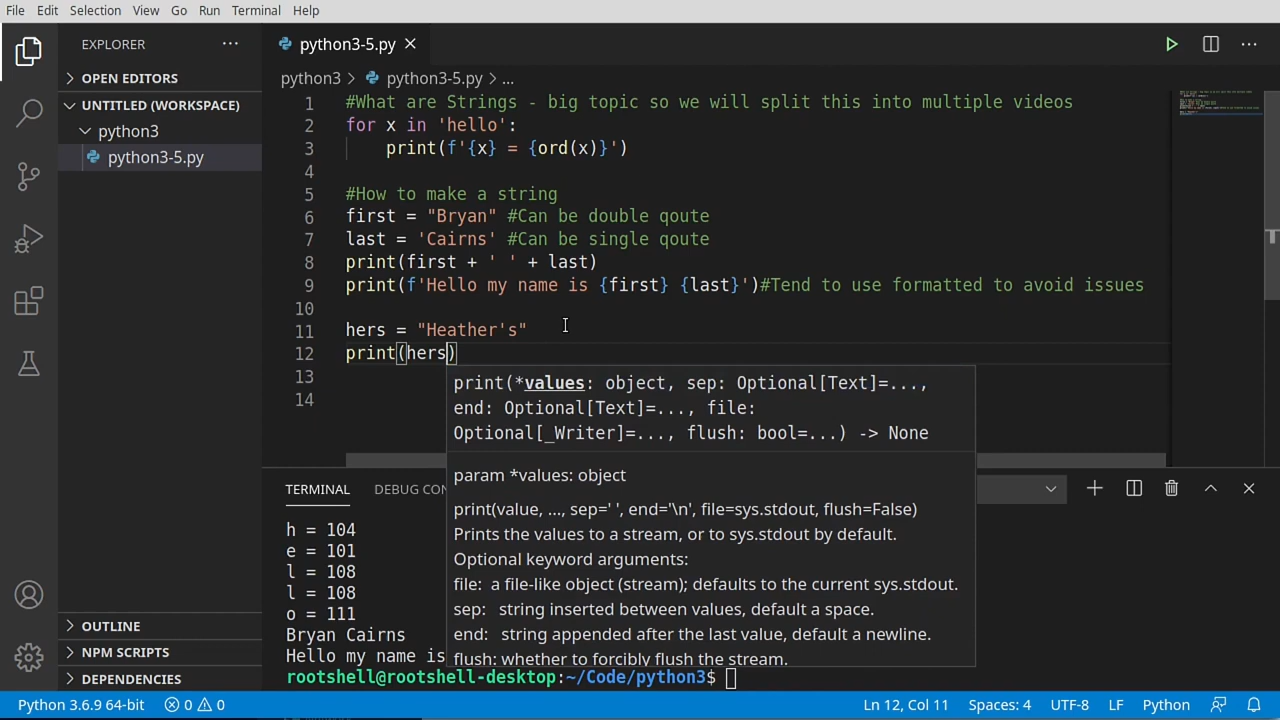 File Edit Selection View Go Run Terminal Help
EXPLORER ···
OPEN EDITORS
UNTITLED (WORKSPACE)
python3
python3-5.py
OUTLINE
NPM SCRIPTS
DEPENDENCIES
python3-5.py
python3 > python3-5.py > ...
1 #What are Strings - big topic so we will split this into multiple videos
2 for x in 'hello':
3 print(f'{x} = {ord(x)}')
4
5 #How to make a string
6 first = "Bryan" #Can be double qoute
7 last = 'Cairns' #Can be single qoute
8 print(first + ' ' + last)
9 print(f'Hello my name is {first} {last}')#Tend to use formatted to avoid issues
10
11 hers = "Heather's"
12 print(hers)
13
14
print(*values: object, sep: Optional[Text]=...,
end: Optional[Text]=..., file:
Optional[_Writer]=..., flush: bool=...) -> None
param *values: object
print(value, ..., sep=' ', end='\n', file=sys.stdout, flush=False)
Prints the values to a stream, or to sys.stdout by default.
Optional keyword arguments:
file: a file-like object (stream); defaults to the current sys.stdout.
sep: string inserted between values, default a space.
end: string appended after the last value, default a newline.
flush: whether to forcibly flush the stream.
TERMINAL DEBUG CON
h = 104
e = 101
l = 108
l = 108
o = 111
Bryan Cairns
Hello my name is
rootshell@rootshell-desktop:~/Code/python3$
Python 3.6.9 64-bit 0 0 Ln 12, Col 11 Spaces: 4 UTF-8 LF Python